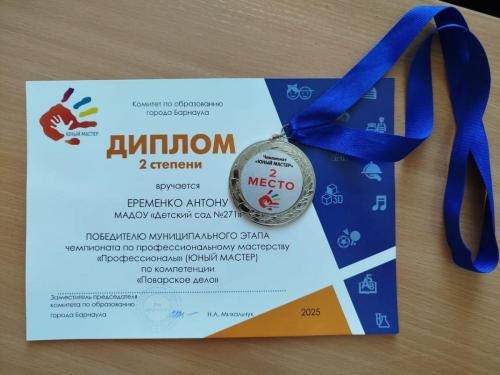 Комитет по образованию
города Барнаула
ЮНЫЙ МАСТЕР
ДИПЛОМ
2 степени
вручается
ЕРЕМЕНКО АНТОНУ
МАДОУ «Детский сад №271»
ПОБЕДИТЕЛЮ МУНИЦИПАЛЬНОГО ЭТАПА
чемпионата по профессиональному мастерству
«Профессионалы» (ЮНЫЙ МАСТЕР)
по компетенции
«Поварское дело»
Заместитель председателя
комитета по образованию
города Барнаула
Н.А. Михальчук
2025
Чемпионат
"ЮНЫЙ МАСТЕР"
2
МЕСТО
3D